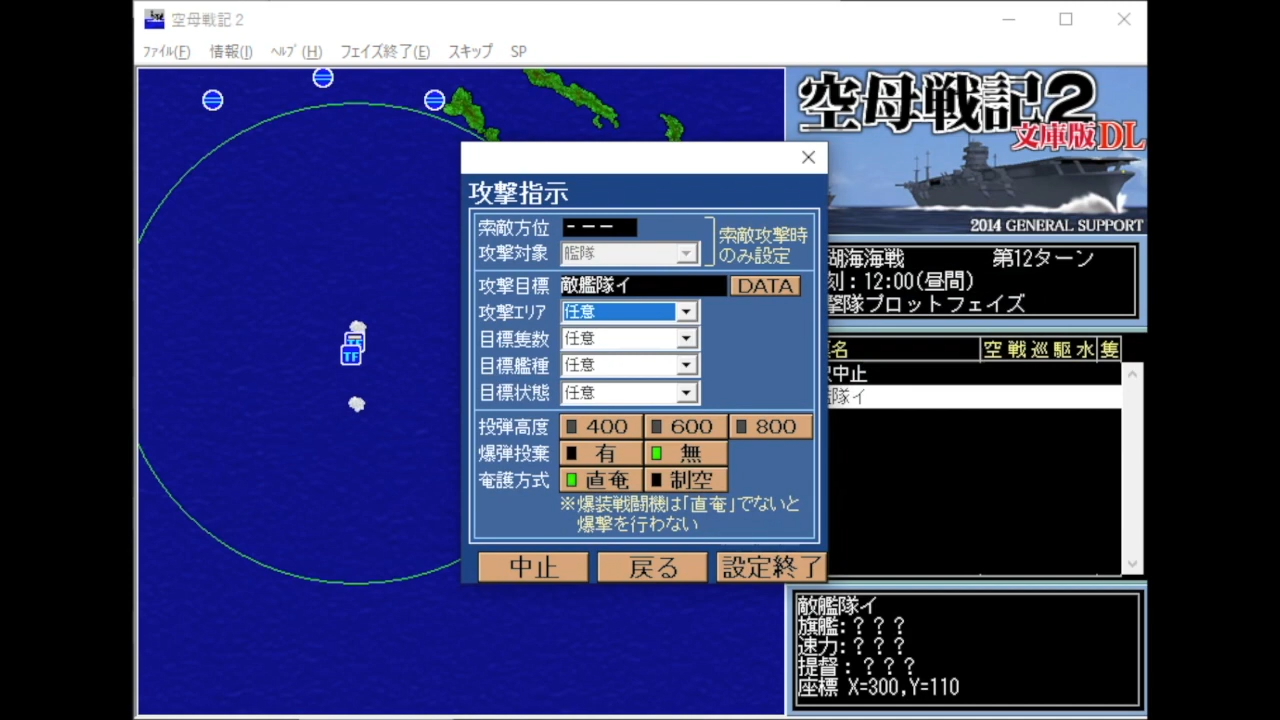 空母戦記2
ﾌｧｲﾙ(F) 情報(I) ﾍﾙﾌﾟ(H) フェイズ終了(E) スキップ SP
空母戦記2
文庫版DL
2014 GENERAL SUPPORT
湖海海戦 第12ターン
刻：12:00(昼間)
撃隊プロットフェイズ
名 空戦巡駆水隻
中止
隊イ
攻撃指示
索敵方位 ---
攻撃対象 艦隊
索敵攻撃時
のみ設定
攻撃目標 敵艦隊イ DATA
攻撃エリア 任意
目標隻数 任意
目標艦種 任意
目標状態 任意
投弾高度 400 600 800
爆弾投棄 有 無
奄護方式 直奄 制空
※爆装戦闘機は「直奄」でないと
爆撃を行わない
中止 戻る 設定終了
TF
敵艦隊イ
旗艦:？？？
速力:？？？
提督：？？？
座標 X=300,Y=110